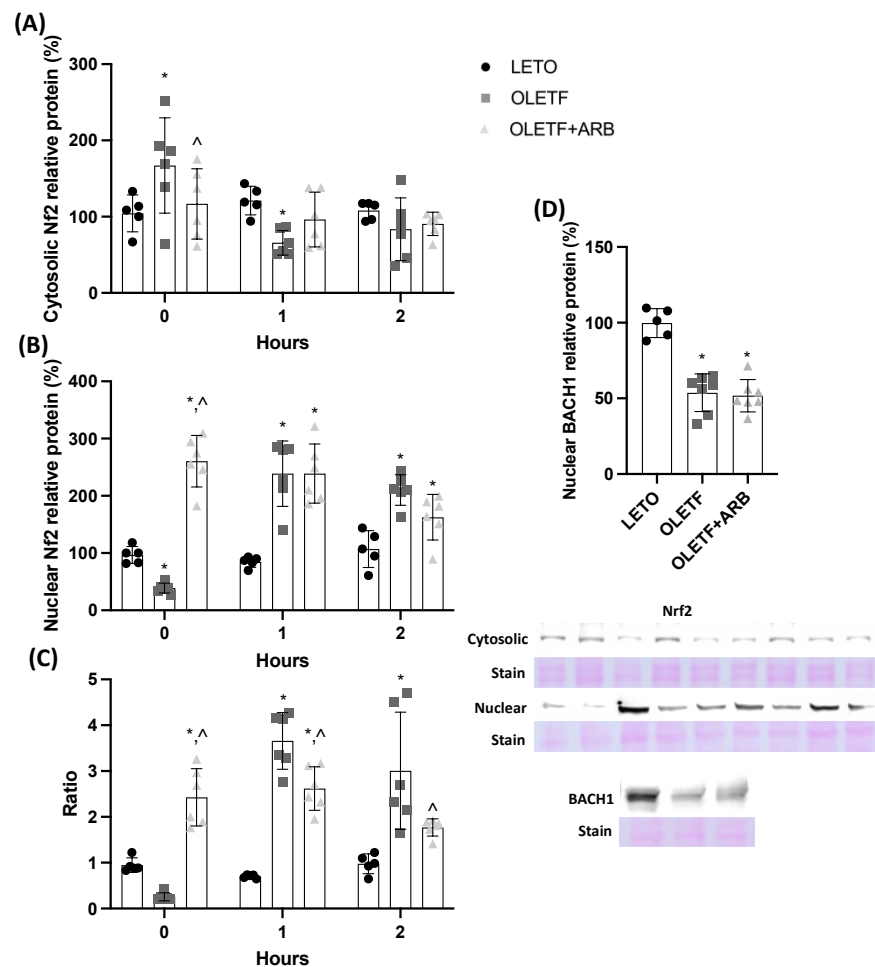 (A)
Cytosolic Nf2 relative protein (%)
300
200
100
0
*
^
*
0
1
2
Hours
LETO
OLETF
OLETF+ARB
(B)
Nuclear Nf2 relative protein (%)
400
300
200
100
0
*
*,^
*
*
*
*
0
1
2
Hours
(C)
Ratio
5
4
3
2
1
0
*,^
*
*,^
*
^
0
1
2
Hours
(D)
Nuclear BACH1 relative protein (%)
150
100
50
0
*
*
LETO
OLETF
OLETF+ARB
Nrf2
Cytosolic
Stain
Nuclear
Stain
BACH1
Stain